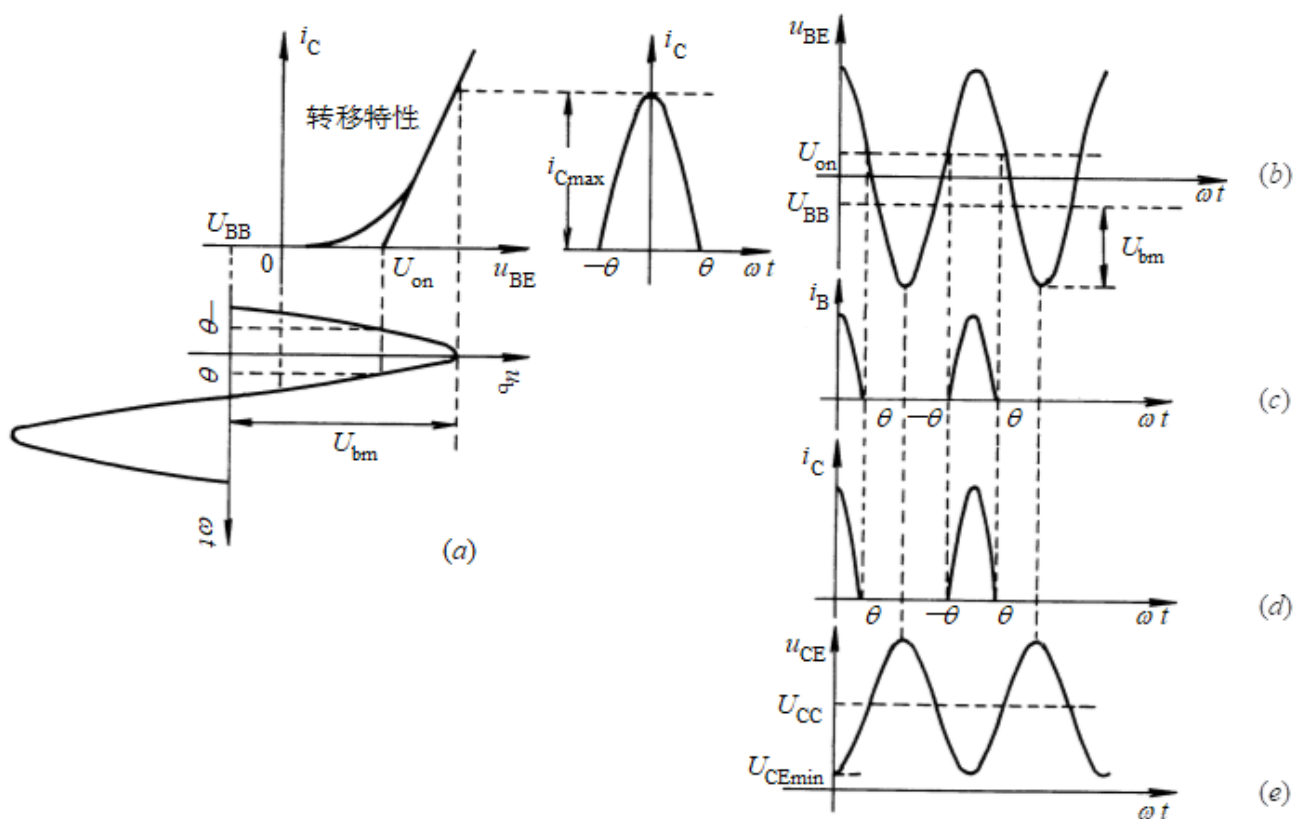 i_C
转移特性
U_BB
0
U_on
u_BE
−θ
θ
u_b
U_bm
ωt
(a)
i_C
i_Cmax
−θ
θ
ωt
u_BE
U_on
U_BB
ωt
U_bm
(b)
i_B
θ
−θ
θ
ωt
(c)
i_C
θ
−θ
θ
ωt
(d)
u_CE
U_CC
U_CEmin
ωt
(e)